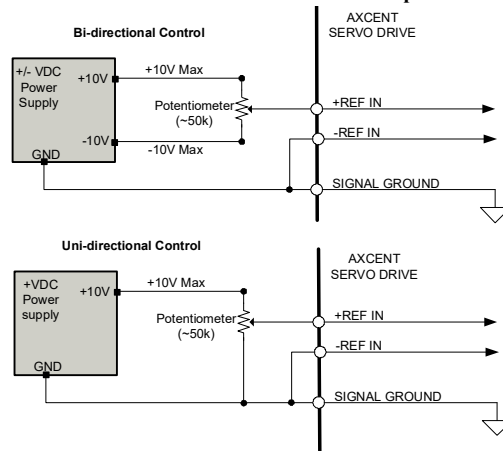 Bi-directional Control
AXCENT
SERVO DRIVE
+/- VDC
Power
Supply
+10V
+10V Max
Potentiometer
(~50k)
+REF IN
-REF IN
-10V
-10V Max
GND
SIGNAL GROUND
Uni-directional Control
AXCENT
SERVO DRIVE
+VDC
Power
supply
+10V
+10V Max
Potentiometer
(~50k)
+REF IN
-REF IN
GND
SIGNAL GROUND